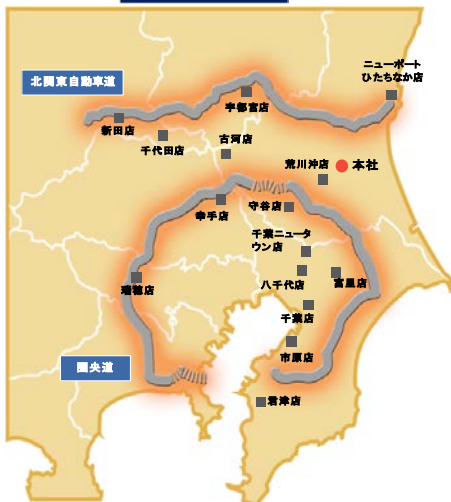 ニューポート
ひたちなか店
北関東自動車道
宇都宮店
新田店
千代田店
古河店
荒川沖店
本社
幸手店
守谷店
千葉ニュータ
ウン店
八千代店
富里店
瑞穂店
千葉店
市原店
圏央道
君津店